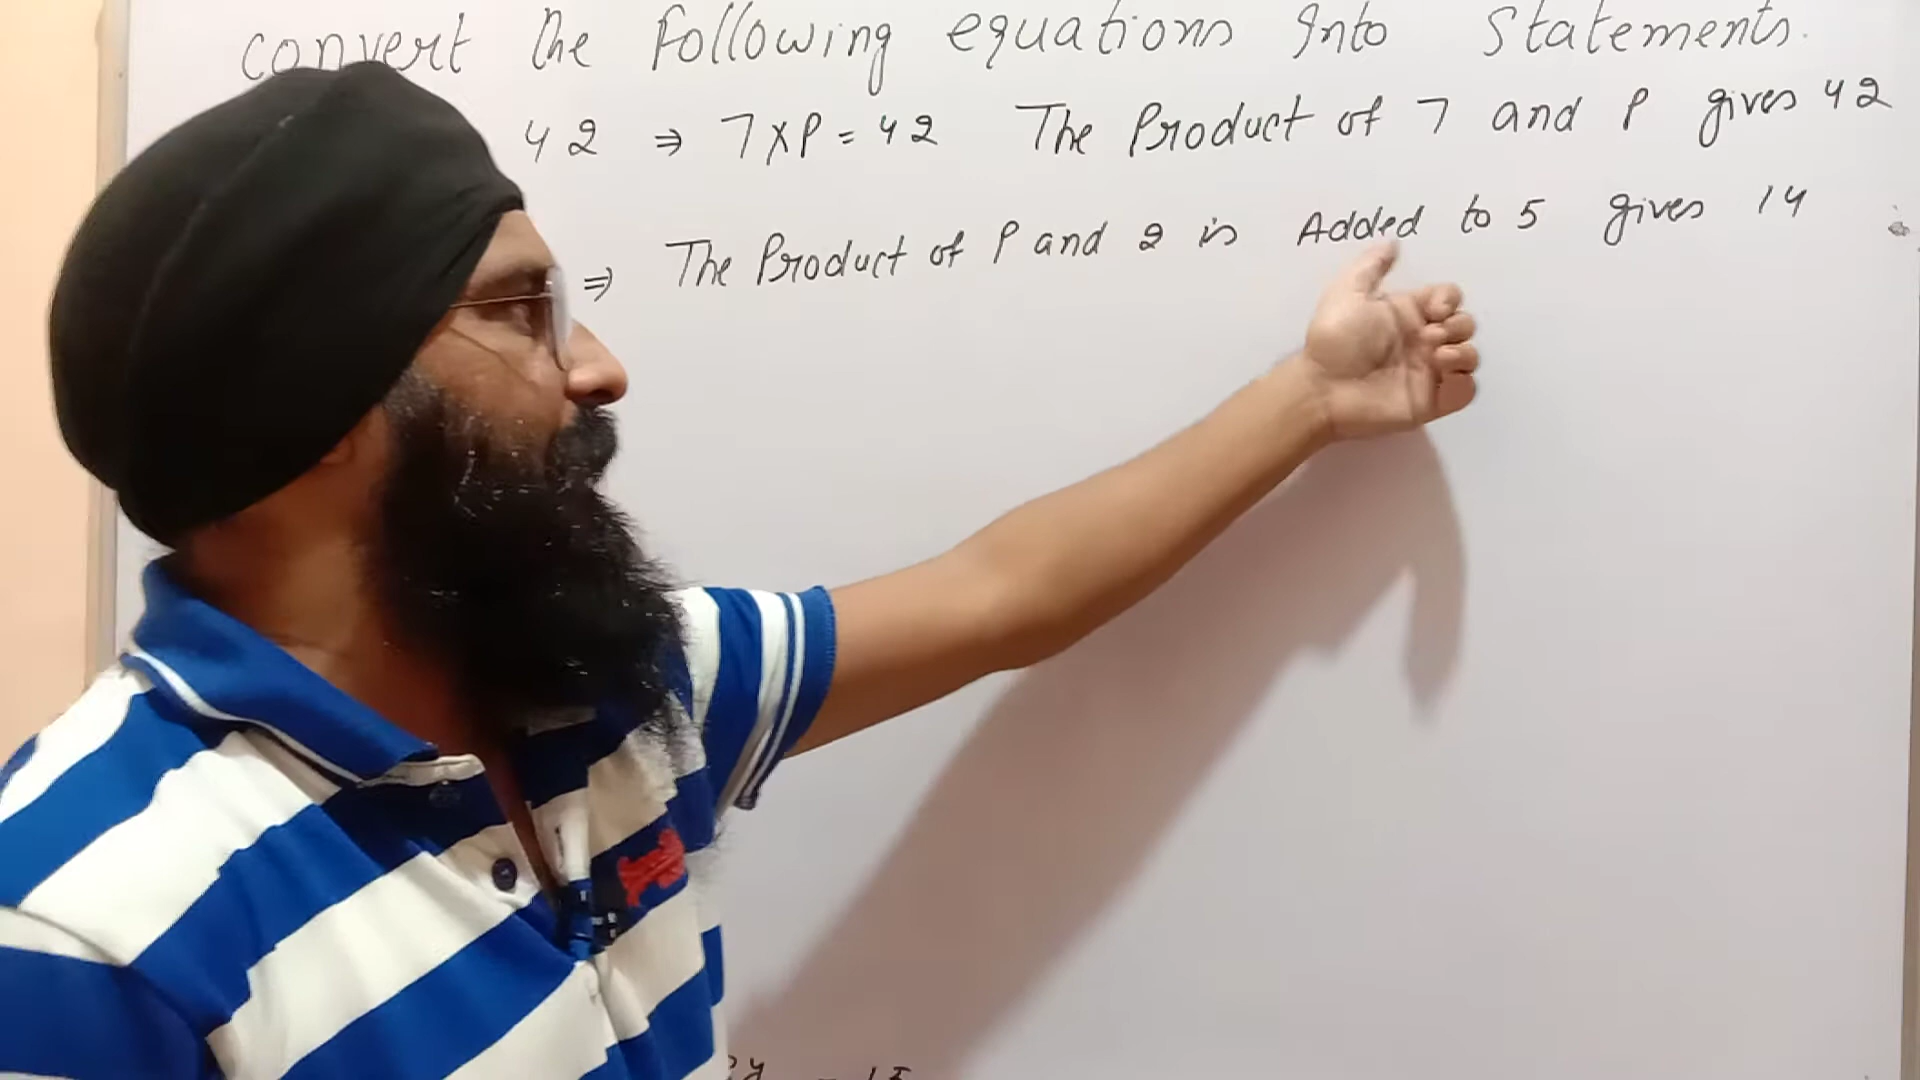 convert the Following equations Into Statements.
42 ⇒ 7×P = 42 The Product of 7 and P gives 42
⇒ The Product of P and 2 is Added to 5 gives 14
= 15